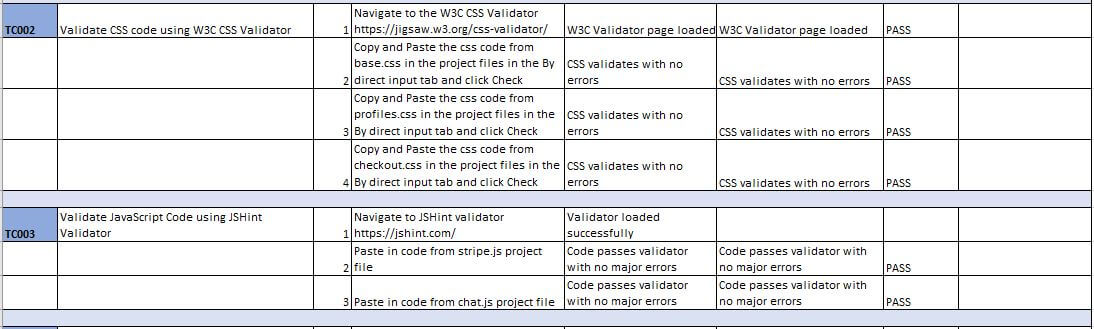 TC002 Validate CSS code using W3C CSS Validator 1 Navigate to the W3C CSS Validator https://jigsaw.w3.org/css-validator/ W3C Validator page loaded W3C Validator page loaded PASS
2 Copy and Paste the css code from base.css in the project files in the By direct input tab and click Check CSS validates with no errors CSS validates with no errors PASS
3 Copy and Paste the css code from profiles.css in the project files in the By direct input tab and click Check CSS validates with no errors CSS validates with no errors PASS
4 Copy and Paste the css code from checkout.css in the project files in the By direct input tab and click Check CSS validates with no errors CSS validates with no errors PASS
TC003 Validate JavaScript Code using JSHint Validator 1 Navigate to JSHint validator https://jshint.com/ Validator loaded successfully
2 Paste in code from stripe.js project file Code passes validator with no major errors Code passes validator with no major errors PASS
3 Paste in code from chat.js project file Code passes validator with no major errors Code passes validator with no major errors PASS